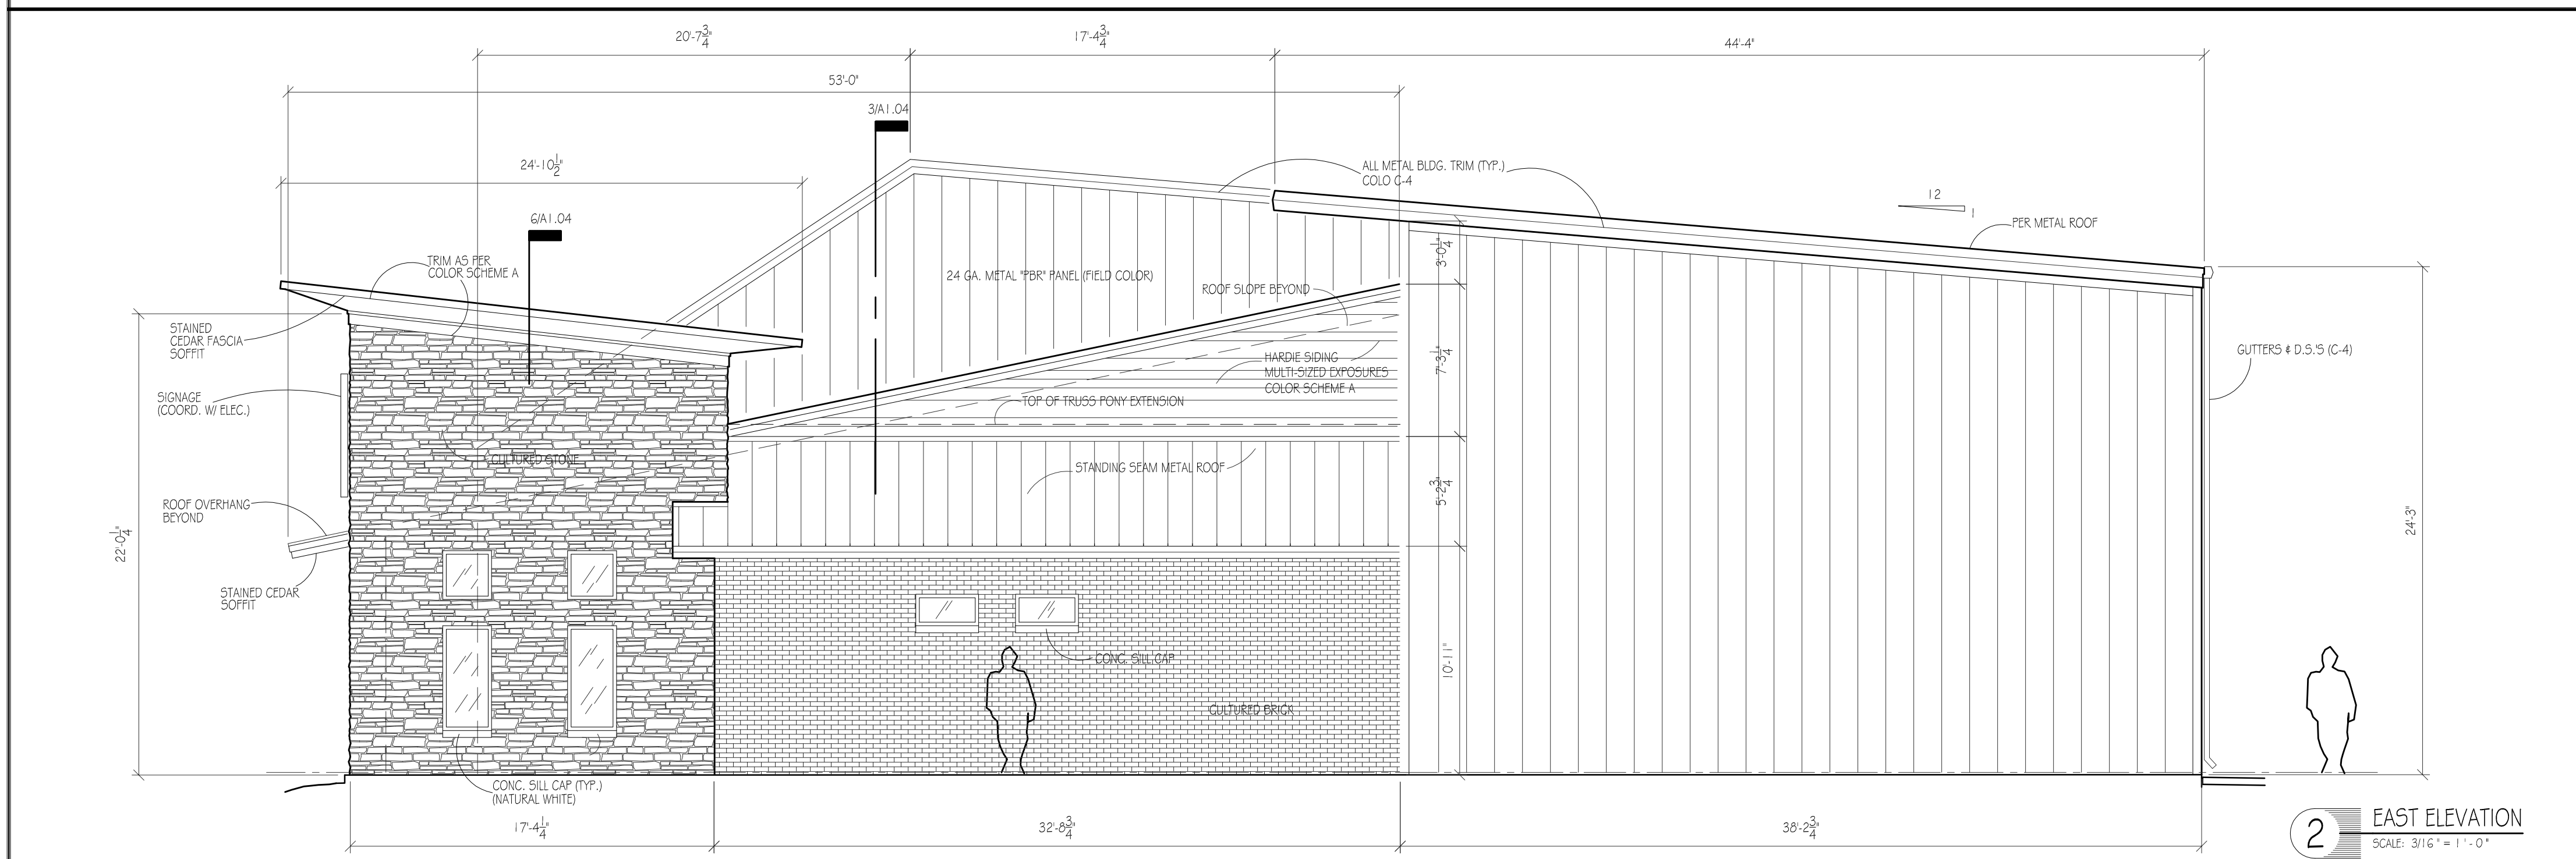 20'-7 3/4"
17'-4 3/4"
44'-4"
53'-0"
3/A1.04
24'-10 1/2"
6/A1.04
ALL METAL BLDG. TRIM (TYP.)
COLO C-4
12
1
PER METAL ROOF
TRIM AS PER
COLOR SCHEME A
24 GA. METAL "PBR" PANEL (FIELD COLOR)
3'-0 1/4"
ROOF SLOPE BEYOND
STAINED
CEDAR FASCIA
SOFFIT
HARDIE SIDING
MULTI-SIZED EXPOSURES
COLOR SCHEME A
7'-3 1/4"
GUTTERS & D.S.'S (C-4)
SIGNAGE
(COORD. W/ ELEC.)
TOP OF TRUSS PONY EXTENSION
CULTURED STONE
STANDING SEAM METAL ROOF
5'-2 3/4"
ROOF OVERHANG
BEYOND
22'-0 1/4"
24'-3"
STAINED CEDAR
SOFFIT
CONC. SILL CAP
10'-11"
CULTURED BRICK
CONC. SILL CAP (TYP.)
(NATURAL WHITE)
17'-4 1/4"
32'-8 3/4"
38'-2 3/4"
2
EAST ELEVATION
SCALE: 3/16" = 1'-0"